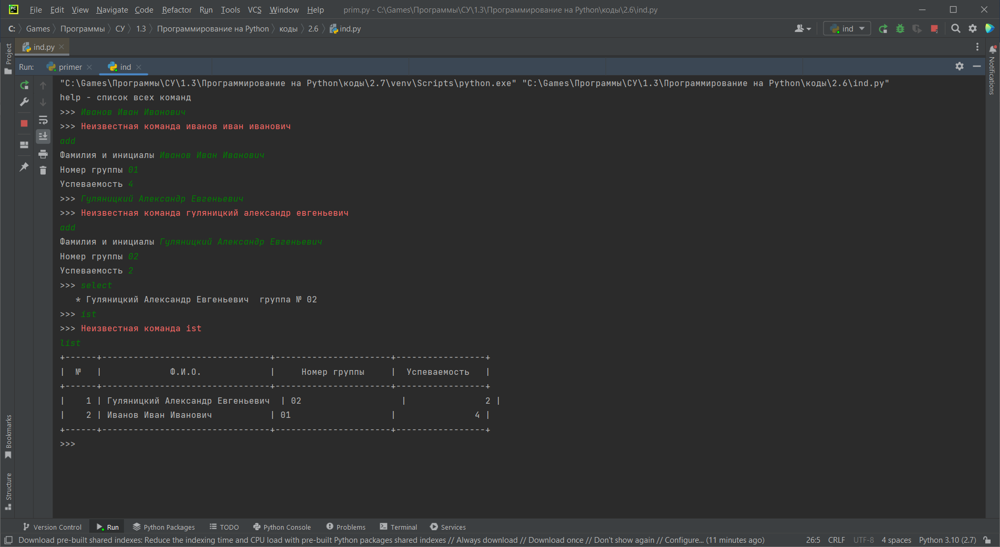 File Edit View Navigate Code Refactor Run Tools VCS Window Help prim.py - C:\Games\Программы\СУ\1.3\Программирование на Python\коды\2.6\ind.py
C: Games Программы СУ 1.3 Программирование на Python коды 2.6 ind.py ind
Project
ind.py
Notifications
Run: primer ind
"C:\Games\Программы\СУ\1.3\Программирование на Python\коды\2.7\venv\Scripts\python.exe" "C:\Games\Программы\СУ\1.3\Программирование на Python\коды\2.6\ind.py"
help - список всех команд
>>> Иванов Иван Иванович
>>> Неизвестная команда иванов иван иванович
add
Фамилия и инициалы Иванов Иван Иванович
Номер группы 01
Успеваемость 4
>>> Гуляницкий Александр Евгеньевич
>>> Неизвестная команда гуляницкий александр евгеньевич
add
Фамилия и инициалы Гуляницкий Александр Евгеньевич
Номер группы 02
Успеваемость 2
>>> select
   * Гуляницкий Александр Евгеньевич  группа № 02
>>> ist
>>> Неизвестная команда ist
list
+------+--------------------------------+----------------------+-----------------+
|  №   |             Ф.И.О.             |     Номер группы     |  Успеваемость   |
+------+--------------------------------+----------------------+-----------------+
|    1 | Гуляницкий Александр Евгеньевич  | 02                   |               2 |
|    2 | Иванов Иван Иванович           | 01                   |               4 |
+------+--------------------------------+----------------------+-----------------+
>>>
Bookmarks
Structure
Version Control Run Python Packages TODO Python Console Problems Terminal Services
Download pre-built shared indexes: Reduce the indexing time and CPU load with pre-built Python packages shared indexes // Always download // Download once // Don't show again // Configure... (11 minutes ago) 26:5 CRLF UTF-8 4 spaces Python 3.10 (2.7)